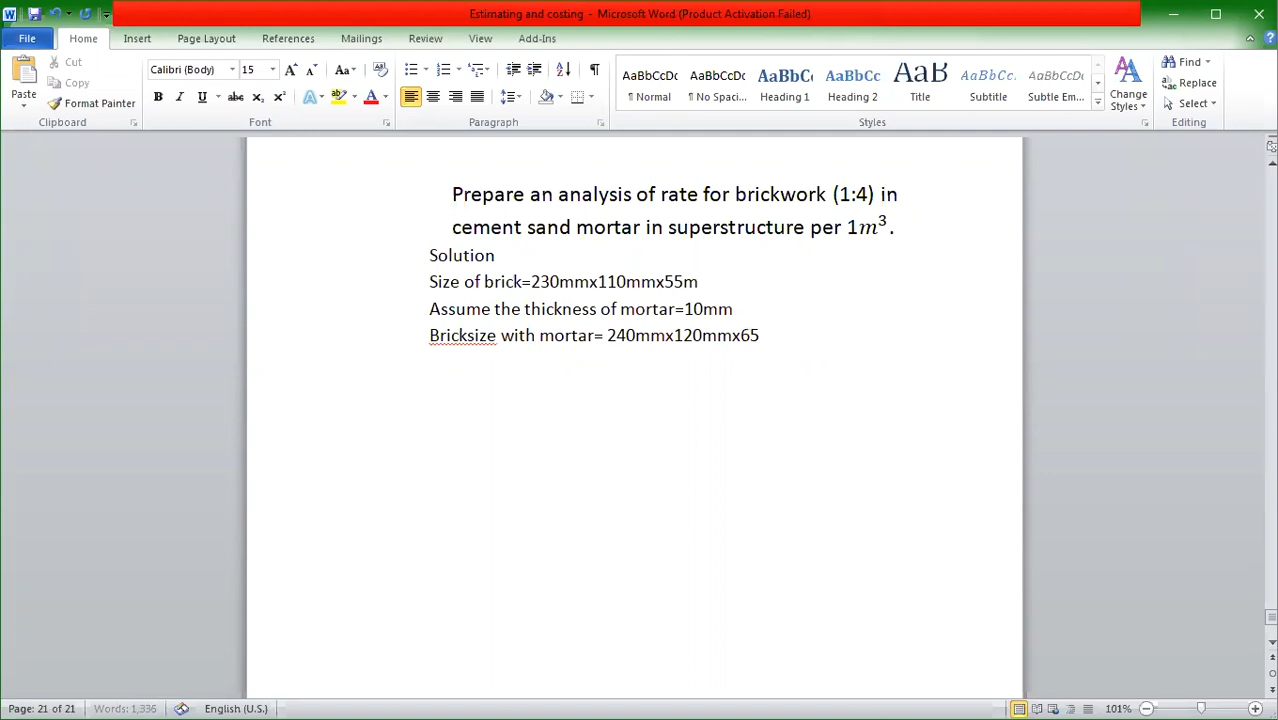 Estimating and costing - Microsoft Word (Product Activation Failed)
File Home Insert Page Layout References Mailings Review View Add-Ins
Paste
Cut
Copy
Format Painter
Clipboard
Calibri (Body) 15
Font
Paragraph
AaBbCcDc AaBbCcDc AaBbC AaBbCc AaB AaBbCcL AaBbCcDc
¶ Normal ¶ No Spaci... Heading 1 Heading 2 Title Subtitle Subtle Em...
Styles
Change Styles
Find
Replace
Select
Editing
Prepare an analysis of rate for brickwork (1:4) in
cement sand mortar in superstructure per 1m³.
Solution
Size of brick=230mmx110mmx55m
Assume the thickness of mortar=10mm
Bricksize with mortar= 240mmx120mmx65
Page: 21 of 21 Words: 1,336 English (U.S.) 101%